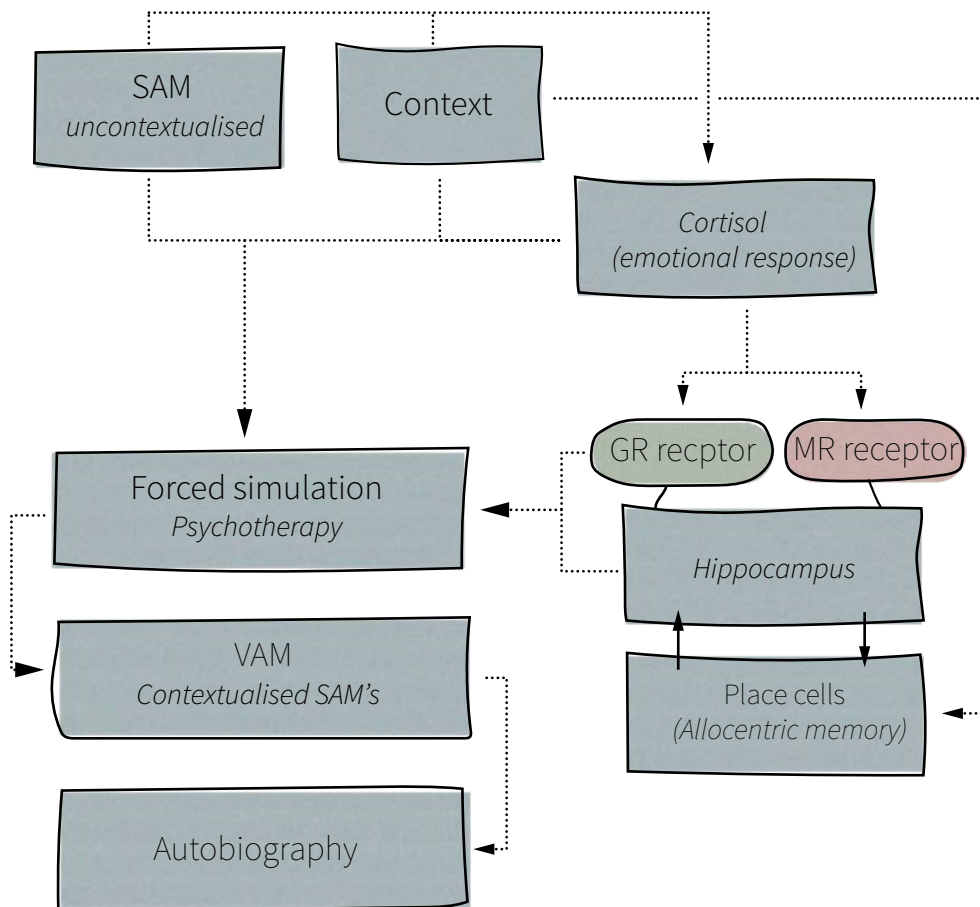 SAM
uncontextualised
Context
Cortisol
(emotional response)
GR recptor
MR receptor
Forced simulation
Psychotherapy
Hippocampus
VAM
Contextualised SAM's
Place cells
(Allocentric memory)
Autobiography